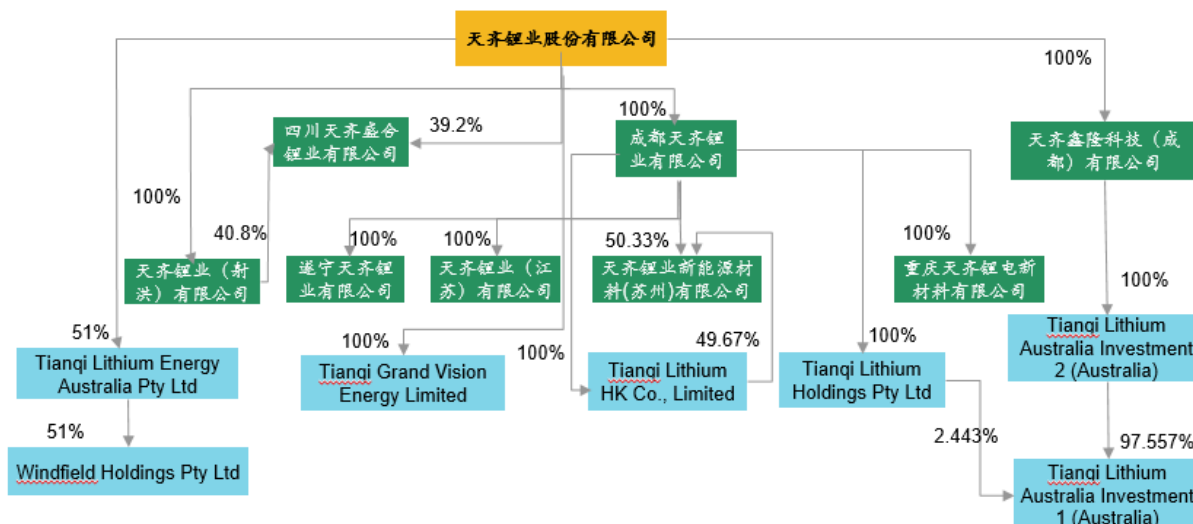 天齐锂业股份有限公司
100%
100%
39.2%
四川天齐盛合
锂业有限公司
成都天齐锂
业有限公司
天齐鑫隆科技（成
都）有限公司
100%
40.8%
100%
100%
50.33%
100%
天齐锂业（射
洪）有限公司
遂宁天齐锂
业有限公司
天齐锂业（江
苏）有限公司
天齐锂业新能源材
料(苏州)有限公司
重庆天齐锂电新
材料有限公司
100%
51%
100%
100%
49.67%
100%
Tianqi Lithium Energy
Australia Pty Ltd
Tianqi Grand Vision
Energy Limited
Tianqi Lithium
HK Co., Limited
Tianqi Lithium
Holdings Pty Ltd
Tianqi Lithium
Australia Investment
2 (Australia)
51%
2.443%
97.557%
Windfield Holdings Pty Ltd
Tianqi Lithium
Australia Investment
1 (Australia)